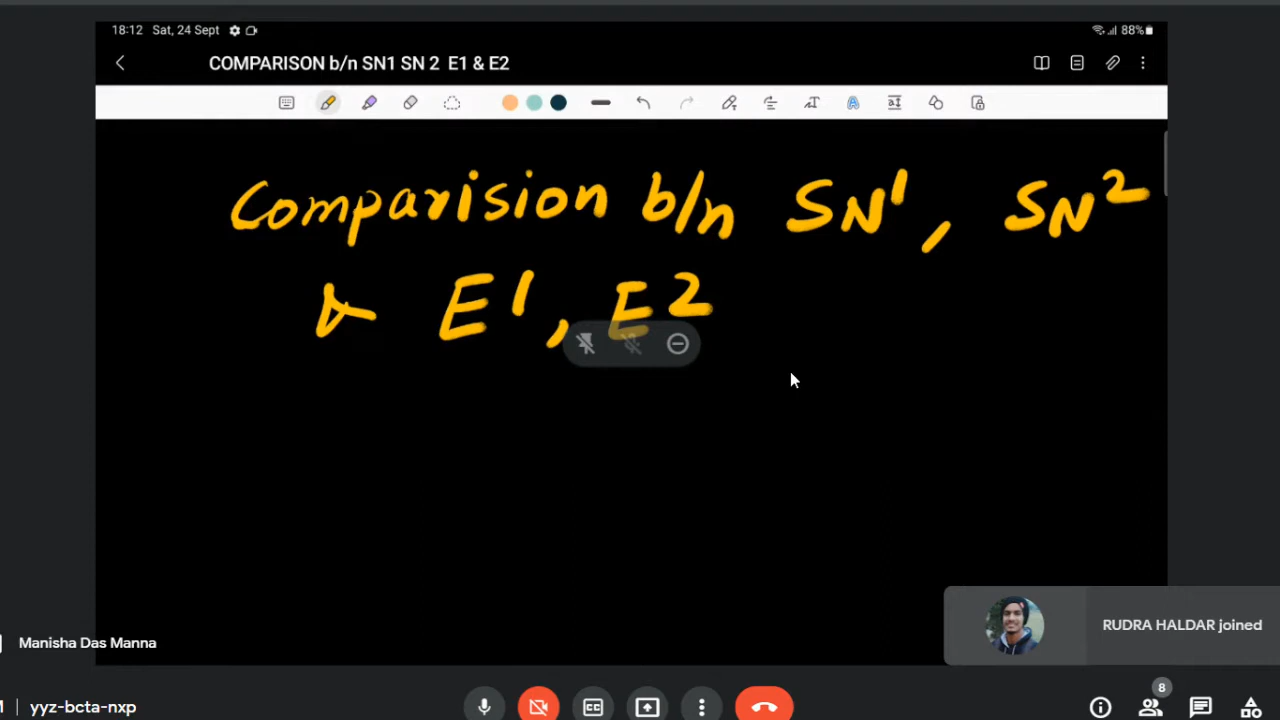 18:12 Sat, 24 Sept 88%
COMPARISON b/n SN1 SN 2 E1 & E2
Comparision b/n SN1, SN2
& E1, E2
RUDRA HALDAR joined
Manisha Das Manna
8
yyz-bcta-nxp